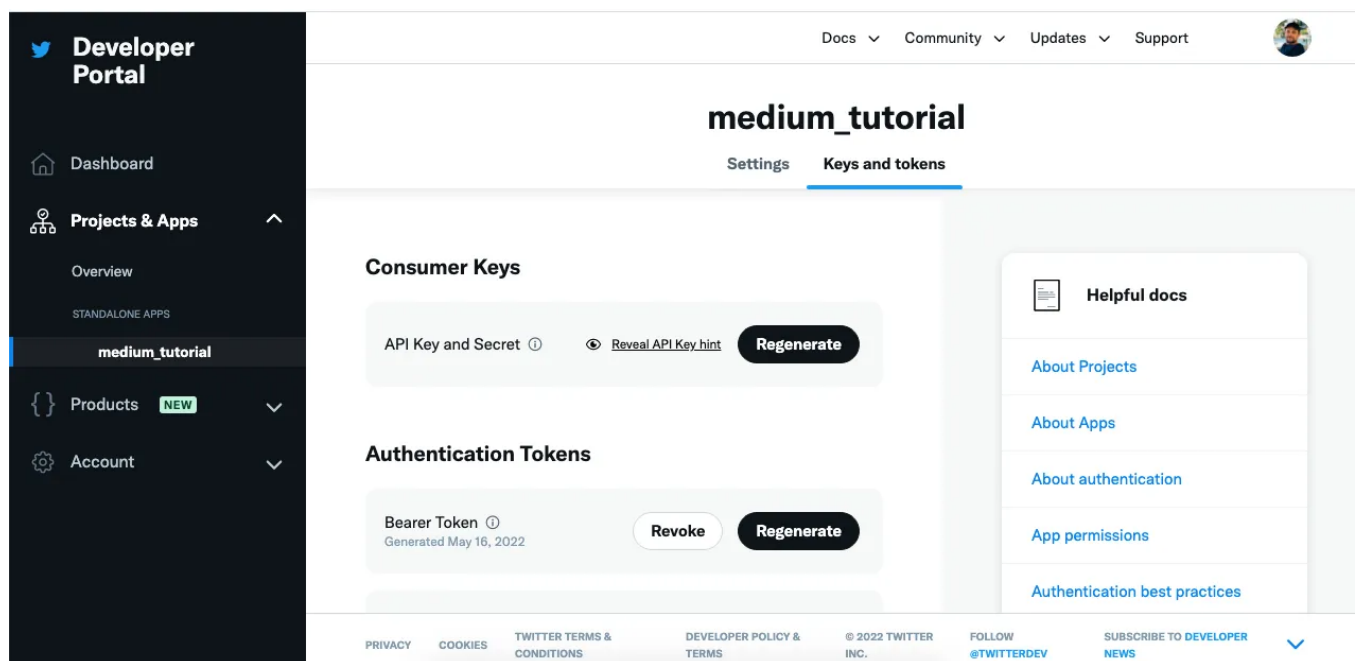 Developer
Portal
Docs
Community
Updates
Support
medium_tutorial
Settings
Keys and tokens
Dashboard
Projects & Apps
Overview
STANDALONE APPS
medium_tutorial
Products NEW
Account
Consumer Keys
API Key and Secret
Reveal API Key hint
Regenerate
Authentication Tokens
Bearer Token
Generated May 16, 2022
Revoke
Regenerate
Helpful docs
About Projects
About Apps
About authentication
App permissions
Authentication best practices
PRIVACY
COOKIES
TWITTER TERMS &
CONDITIONS
DEVELOPER POLICY &
TERMS
© 2022 TWITTER
INC.
FOLLOW
@TWITTERDEV
SUBSCRIBE TO DEVELOPER
NEWS